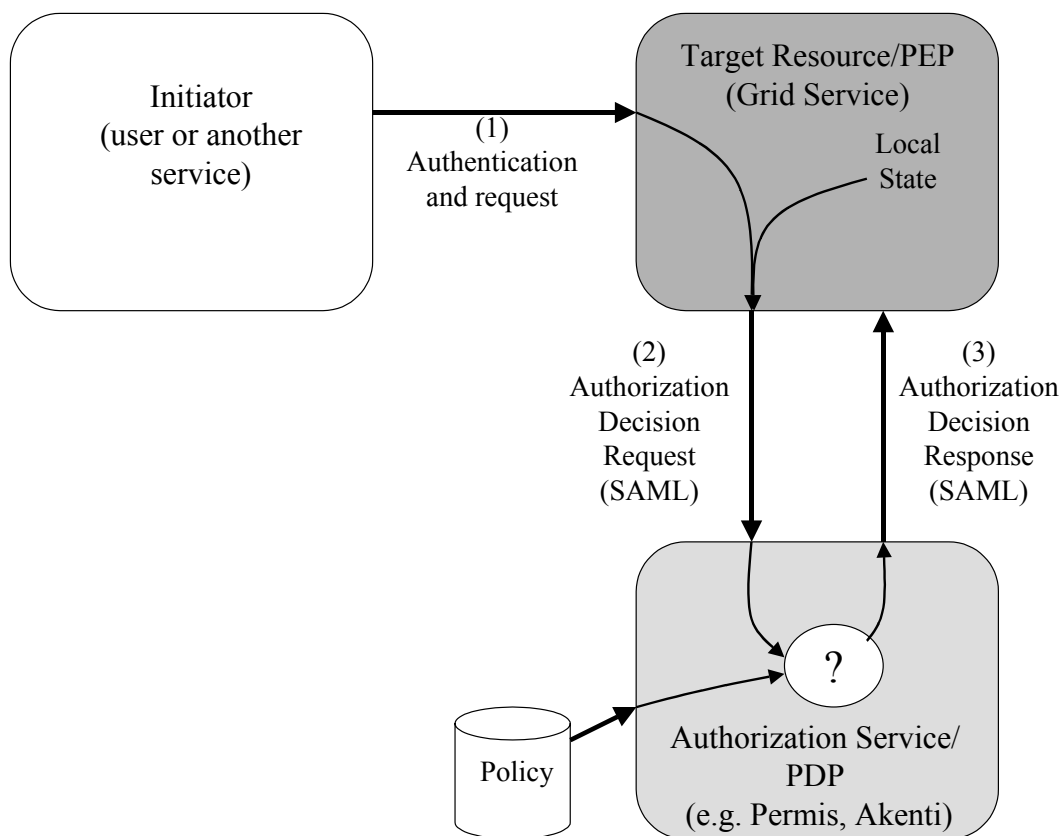 Initiator
(user or another
service)
(1)
Authentication
and request
Target Resource/PEP
(Grid Service)
Local
State
(2)
Authorization
Decision
Request
(SAML)
(3)
Authorization
Decision
Response
(SAML)
?
Policy
Authorization Service/
PDP
(e.g. Permis, Akenti)